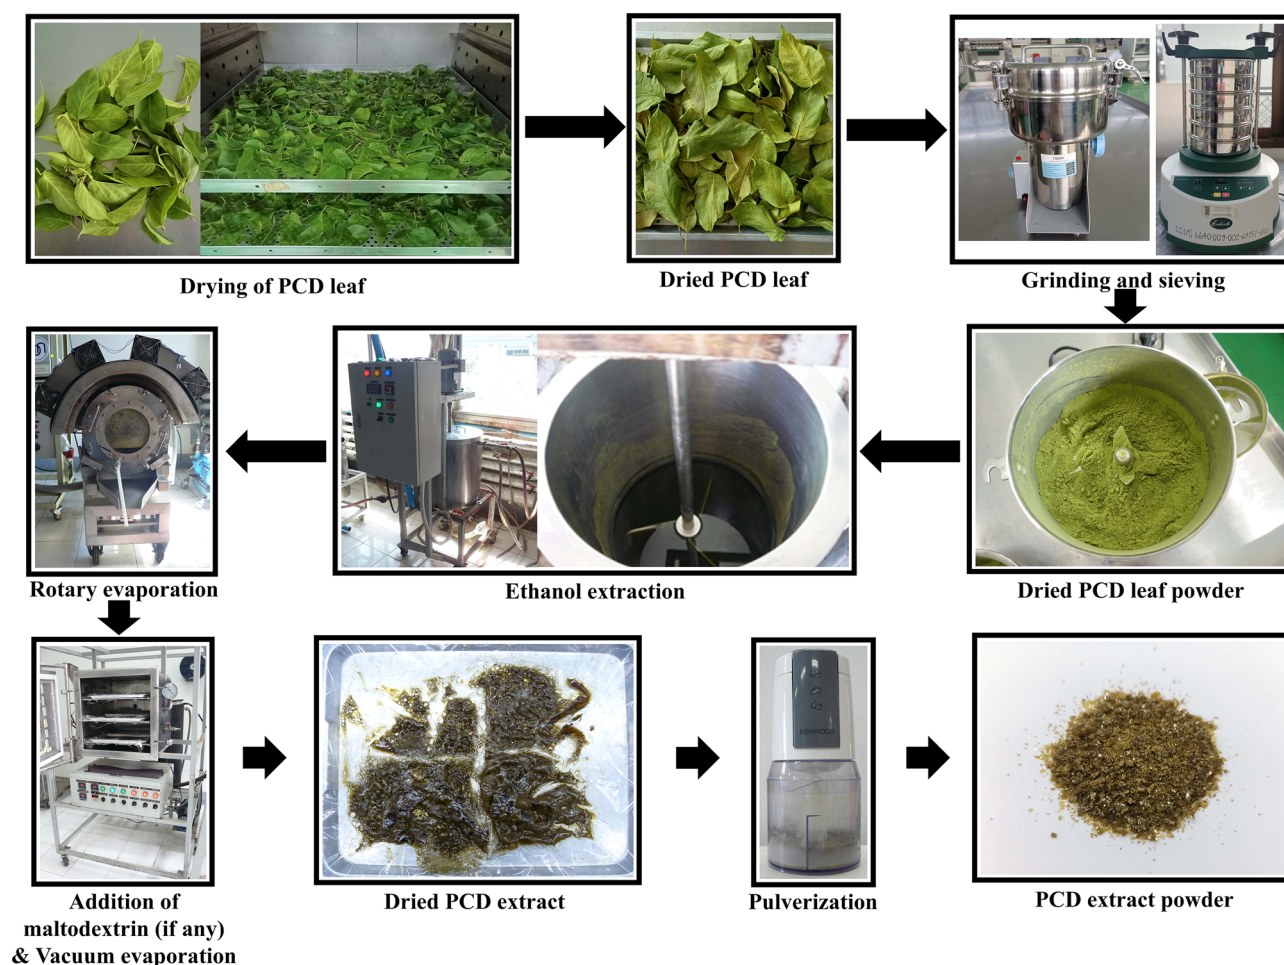 Drying of PCD leaf
Dried PCD leaf
Grinding and sieving
Rotary evaporation
Ethanol extraction
Dried PCD leaf powder
KENWOOD
Addition of
maltodextrin (if any)
& Vacuum evaporation
Dried PCD extract
Pulverization
PCD extract powder